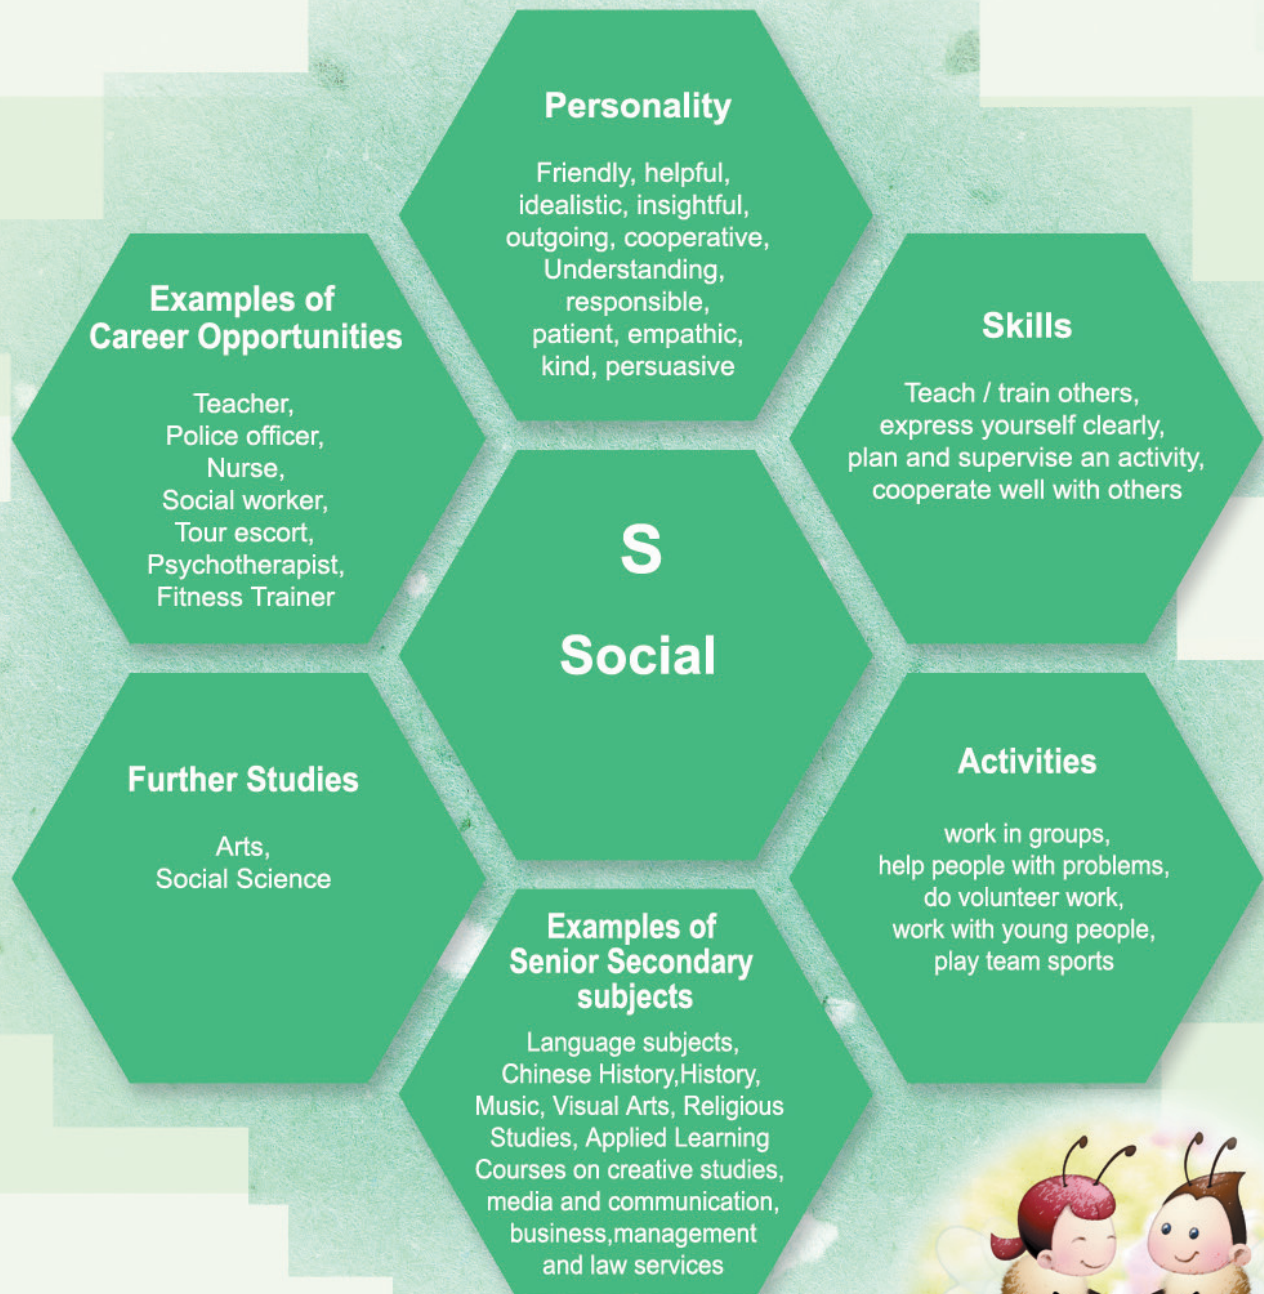 Personality
Friendly, helpful,
idealistic, insightful,
outgoing, cooperative,
Understanding,
responsible,
patient, empathic,
kind, persuasive
Examples of
Career Opportunities
Teacher,
Police officer,
Nurse,
Social worker,
Tour escort,
Psychotherapist,
Fitness Trainer
Skills
Teach / train others,
express yourself clearly,
plan and supervise an activity,
cooperate well with others
S
Social
Further Studies
Arts,
Social Science
Activities
work in groups,
help people with problems,
do volunteer work,
work with young people,
play team sports
Examples of
Senior Secondary
subjects
Language subjects,
Chinese History,History,
Music, Visual Arts, Religious
Studies, Applied Learning
Courses on creative studies,
media and communication,
business,management
and law services